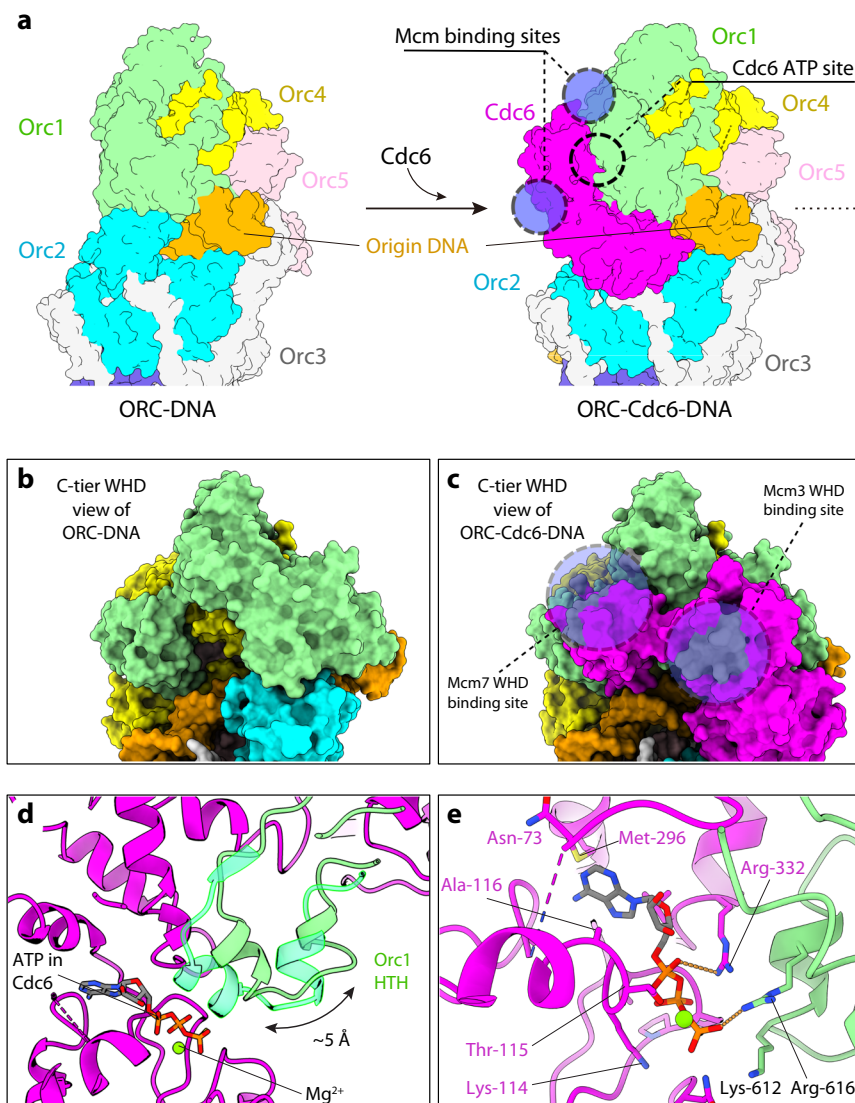 a
Mcm binding sites
Orc1
Cdc6 ATP site
Orc4
Orc4
Orc1
Cdc6
Cdc6
Orc5
Orc5
Orc2
Origin DNA
Orc2
Orc3
Orc3
ORC-DNA
ORC-Cdc6-DNA
b
C-tier WHD
view of
ORC-DNA
c
C-tier WHD
view of
ORC-Cdc6-DNA
Mcm3 WHD
binding site
Mcm7 WHD
binding site
d
ATP in
Cdc6
Orc1
HTH
~5 Å
Mg²⁺
e
Asn-73
Met-296
Arg-332
Ala-116
Thr-115
Lys-114
Lys-612
Arg-616